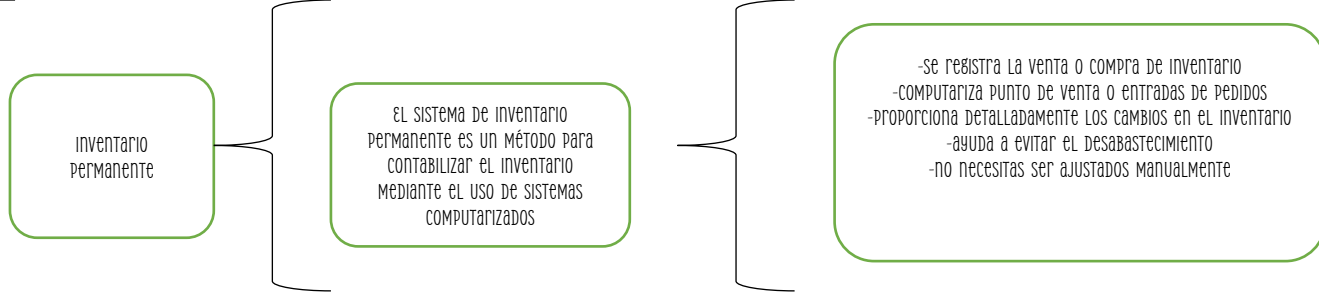 Inventario
Permanente
El sistema de inventario
permanente es un método para
contabilizar el inventario
mediante el uso de sistemas
computarizados
-se registra la venta o compra de inventario
-computariza punto de venta o entradas de pedidos
-proporciona detalladamente los cambios en el inventario
-ayuda a evitar el desabastecimiento
-no necesitas ser ajustados manualmente